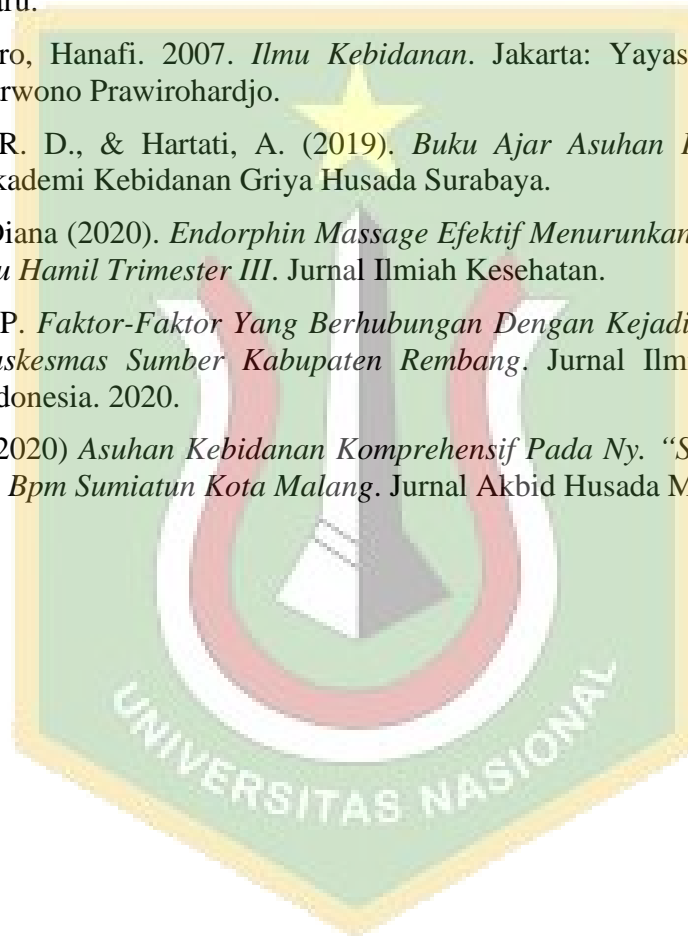 aru.
ro, Hanafi. 2007. Ilmu Kebidanan. Jakarta: Yayas
rwono Prawirohardjo.
R. D., & Hartati, A. (2019). Buku Ajar Asuhan
kademi Kebidanan Griya Husada Surabaya.
Diana (2020). Endorphin Massage Efektif Menurunkan
u Hamil Trimester III. Jurnal Ilmiah Kesehatan.
P. Faktor-Faktor Yang Berhubungan Dengan Kejadi
uskesmas Sumber Kabupaten Rembang. Jurnal Ilm
donesia. 2020.
2020) Asuhan Kebidanan Komprehensif Pada Ny. “S
Bpm Sumiatun Kota Malang. Jurnal Akbid Husada M
UNIVERSITAS NASIONAL